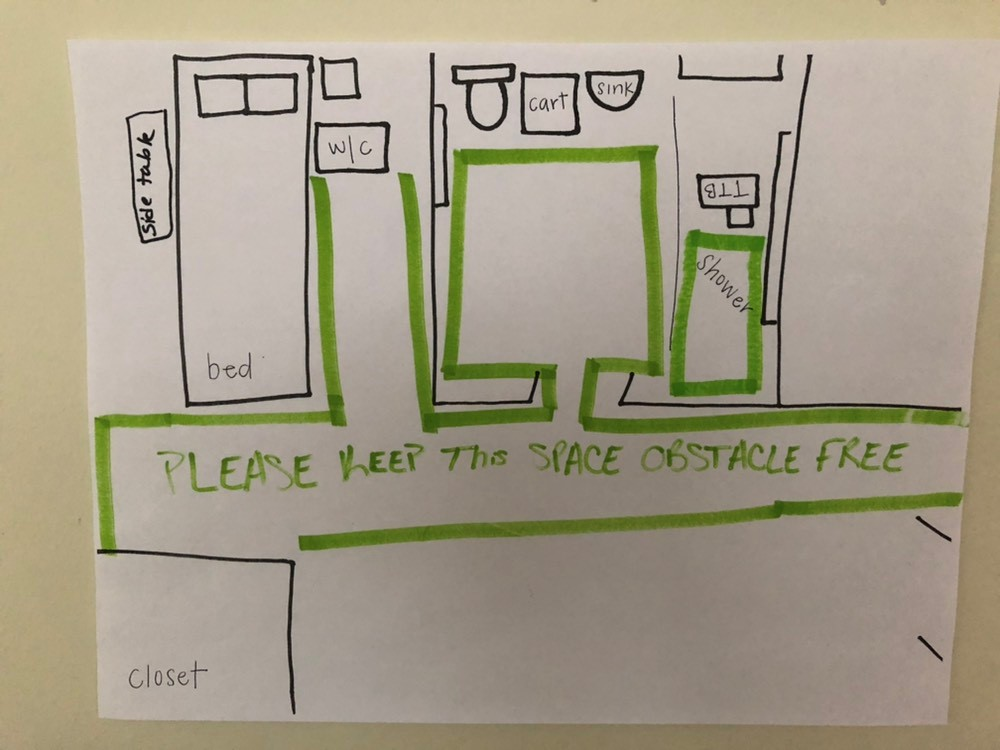 cart
sink
W/C
Side table
TTB
shower
bed
PLEASE KEEP This SPACE OBSTACLE FREE
closet